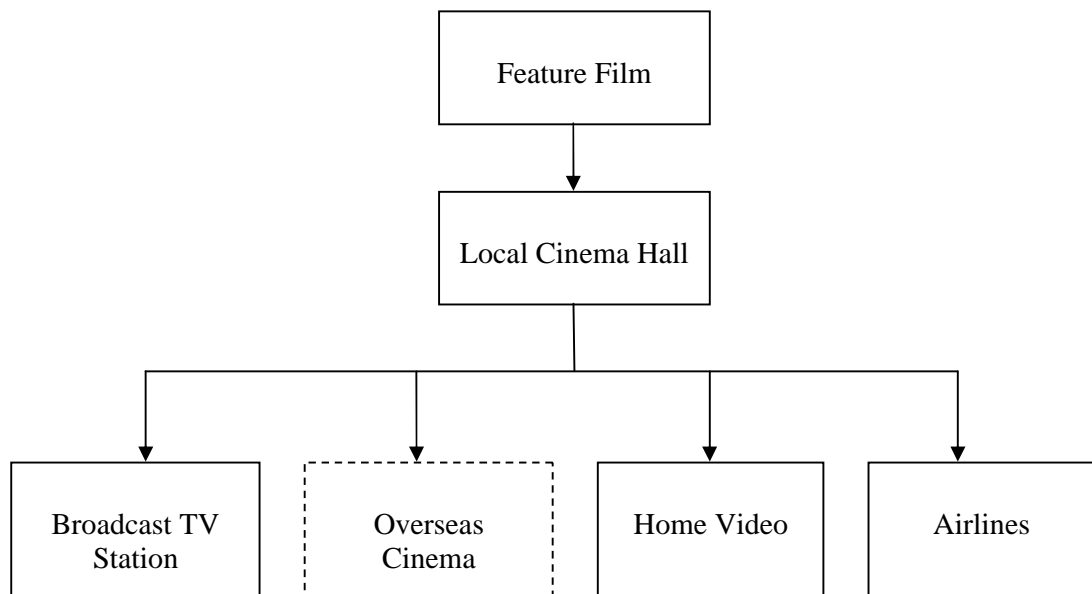 Feature Film
Local Cinema Hall
Broadcast TV
Station
Overseas
Cinema
Home Video
Airlines